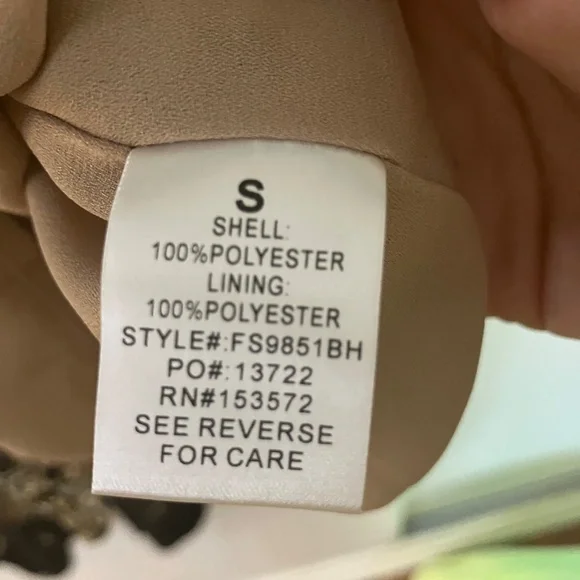 S
SHELL:
100%POLYESTER
LINING:
100%POLYESTER
STYLE#:FS9851BH
PO#:13722
RN#153572
SEE REVERSE
FOR CARE